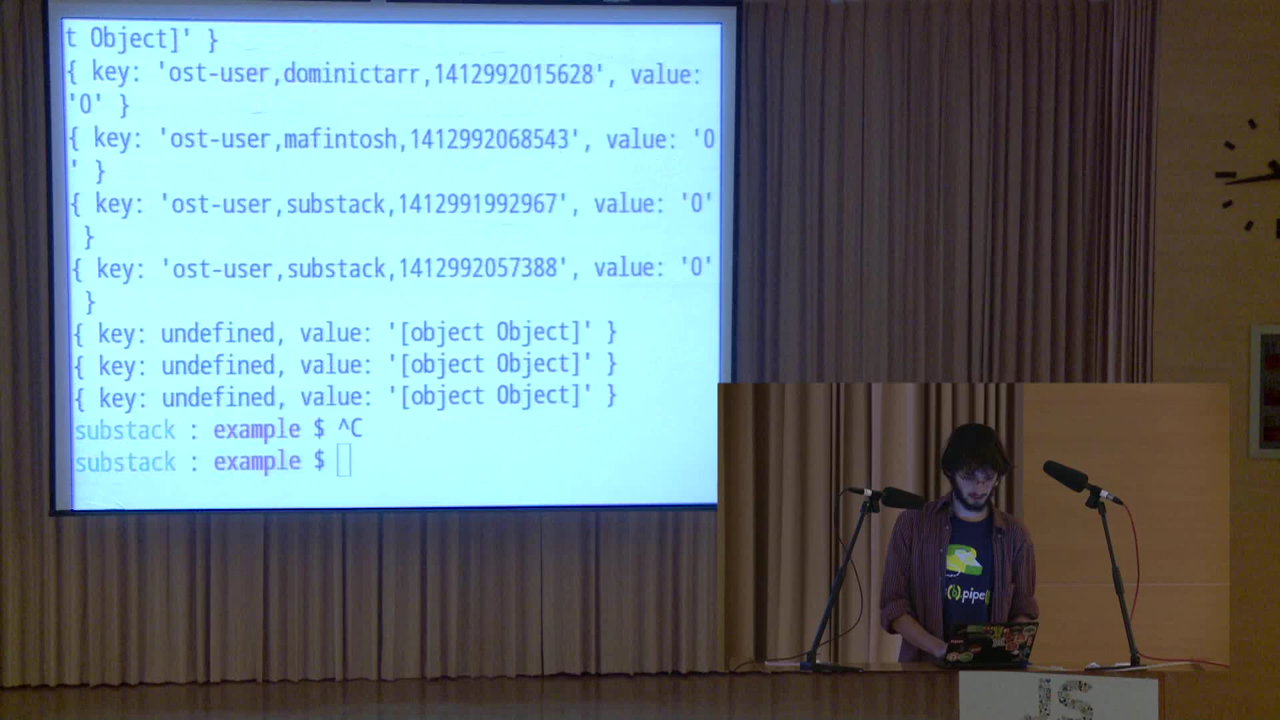 t Object]' }
{ key: 'ost-user,dominictarr,1412992015628', value:
'0' }
{ key: 'ost-user,mafintosh,1412992068543', value: '0
' }
{ key: 'ost-user,substack,1412991992967', value: '0'
}
{ key: 'ost-user,substack,1412992057388', value: '0'
}
{ key: undefined, value: '[object Object]' }
{ key: undefined, value: '[object Object]' }
{ key: undefined, value: '[object Object]' }
substack : example $ ^C
substack : example $
.pipe(
JS